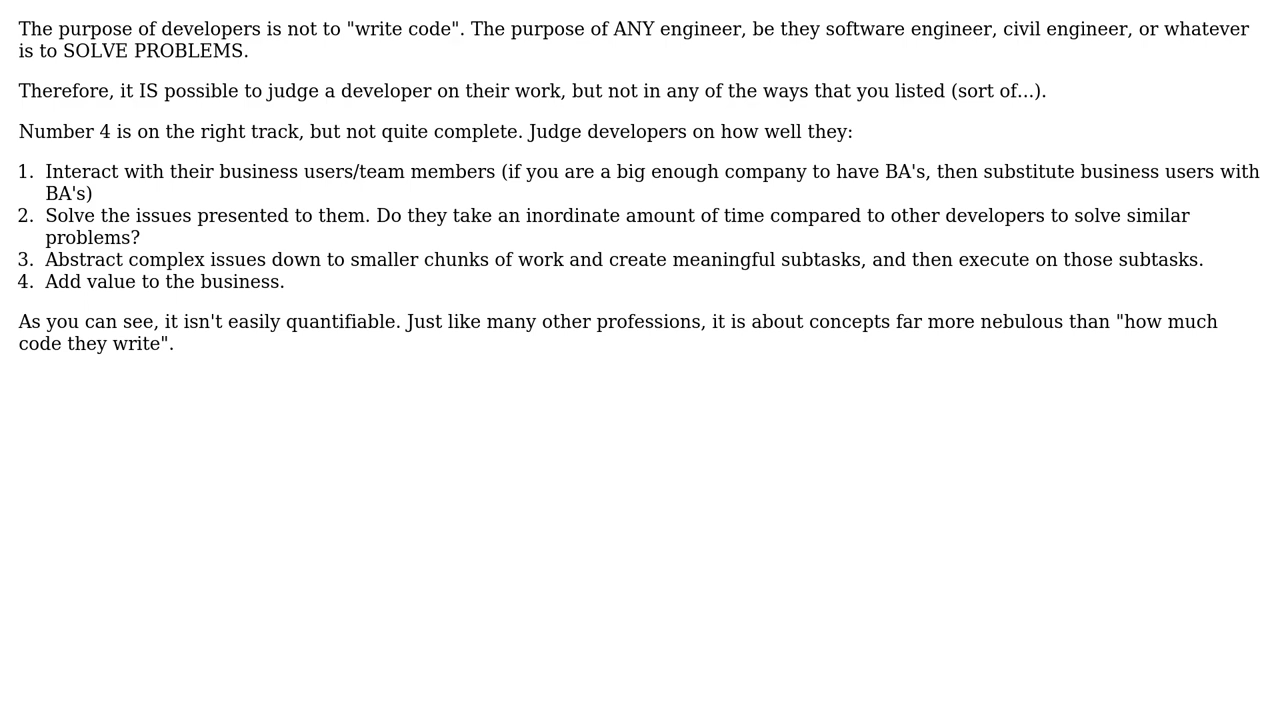 The purpose of developers is not to "write code". The purpose of ANY engineer, be they software engineer, civil engineer, or whatever
is to SOLVE PROBLEMS.
Therefore, it IS possible to judge a developer on their work, but not in any of the ways that you listed (sort of...).
Number 4 is on the right track, but not quite complete. Judge developers on how well they:
1. Interact with their business users/team members (if you are a big enough company to have BA's, then substitute business users with
BA's)
2. Solve the issues presented to them. Do they take an inordinate amount of time compared to other developers to solve similar
problems?
3. Abstract complex issues down to smaller chunks of work and create meaningful subtasks, and then execute on those subtasks.
4. Add value to the business.
As you can see, it isn't easily quantifiable. Just like many other professions, it is about concepts far more nebulous than "how much
code they write".